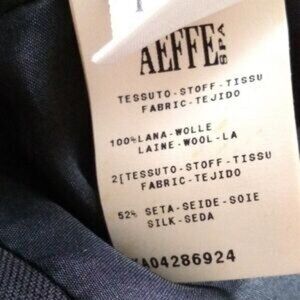 AEFFE SPA
TESSUTO-STOFF-TISSU
FABRIC-TEJIDO
100%LANA-WOLLE
LAINE-WOOL-LA
2[TESSUTO-STOFF-TISSU
FABRIC-TEJIDO
52% SETA-SEIDE-SOIE
SILK-SEDA
A04286924